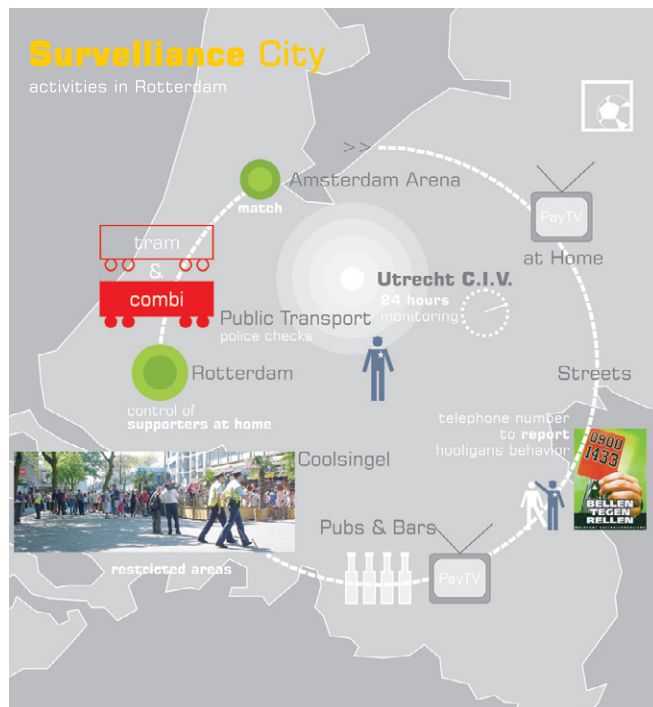 Survelliance City
activities in Rotterdam
>>
Amsterdam Arena
match
PayTV
at Home
tram
&
combi
Utrecht C.I.V.
24 hours
monitoring
Public Transport
police checks
Rotterdam
Streets
control of
supporters at home
telephone number
to report
hooligans behavior
0900
1433
BELLEN
TEGEN
RELLEN
Coolsingel
Pubs & Bars
restricted areas
PayTV